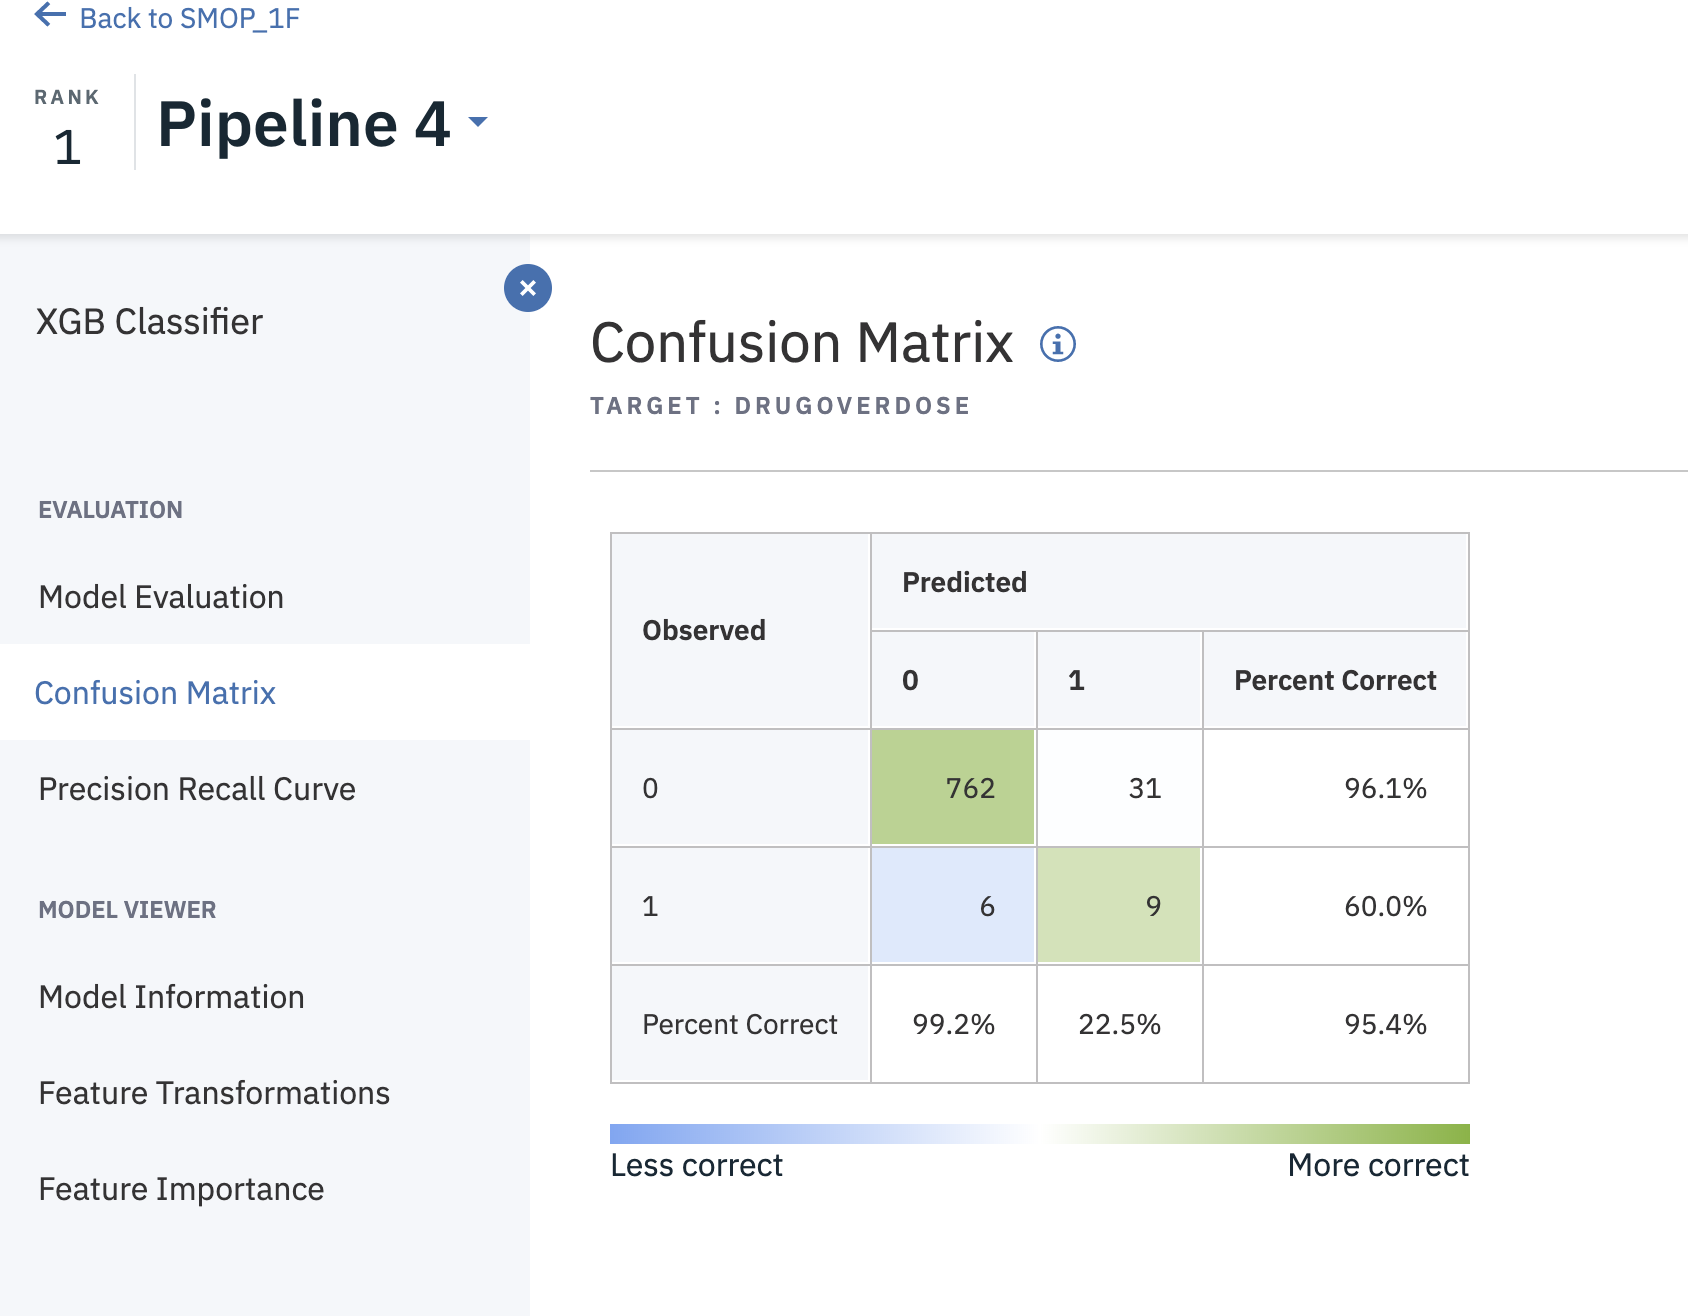 Back to SMOP_1F
RANK
1
Pipeline 4
XGB Classifier
EVALUATION
Model Evaluation
Confusion Matrix
Precision Recall Curve
MODEL VIEWER
Model Information
Feature Transformations
Feature Importance
Confusion Matrix
TARGET : DRUGOVERDOSE
Observed
Predicted
0 1 Percent Correct
0 762 31 96.1%
1 6 9 60.0%
Percent Correct 99.2% 22.5% 95.4%
Less correct More correct